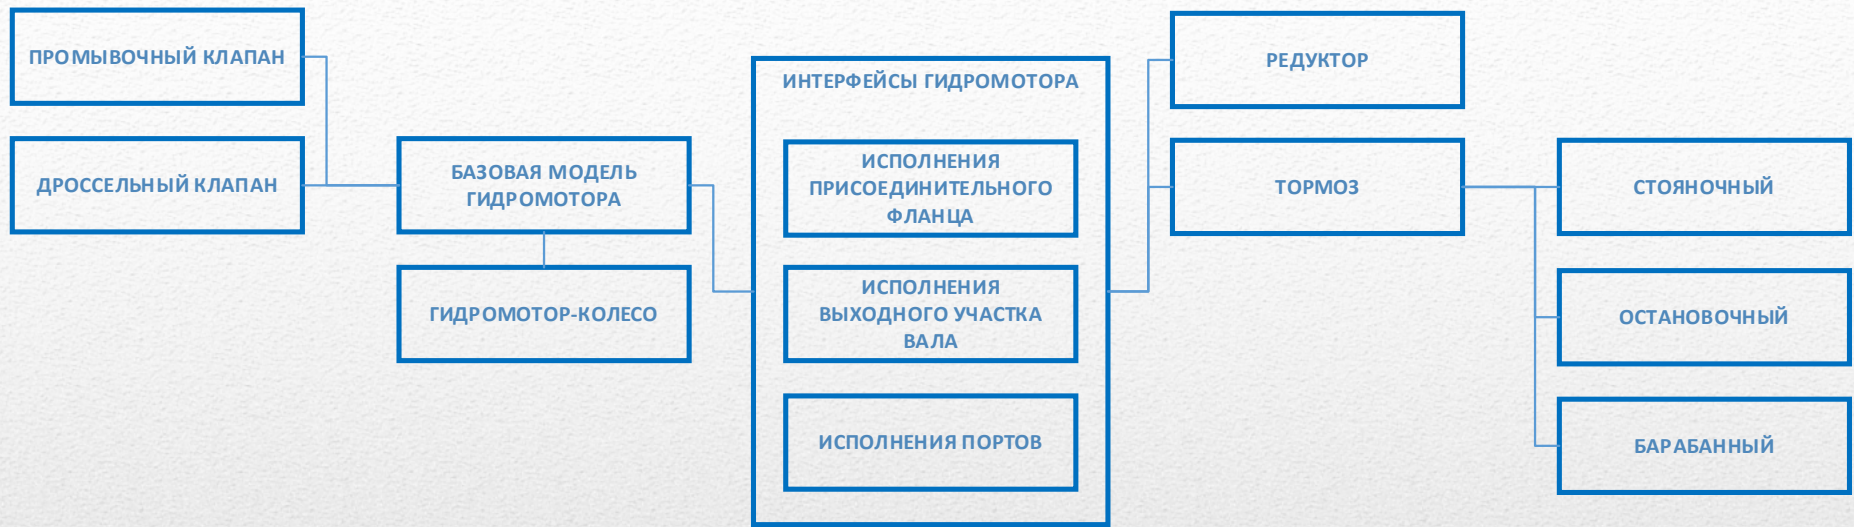 ПРОМЫВОЧНЫЙ КЛАПАН
ДРОССЕЛЬНЫЙ КЛАПАН
БАЗОВАЯ МОДЕЛЬ
ГИДРОМОТОРА
ГИДРОМОТОР-КОЛЕСО
ИНТЕРФЕЙСЫ ГИДРОМОТОРА
ИСПОЛНЕНИЯ
ПРИСОЕДИНИТЕЛЬНОГО
ФЛАНЦА
ИСПОЛНЕНИЯ
ВЫХОДНОГО УЧАСТКА
ВАЛА
ИСПОЛНЕНИЯ ПОРТОВ
РЕДУКТОР
ТОРМОЗ
СТОЯНОЧНЫЙ
ОСТАНОВОЧНЫЙ
БАРАБАННЫЙ